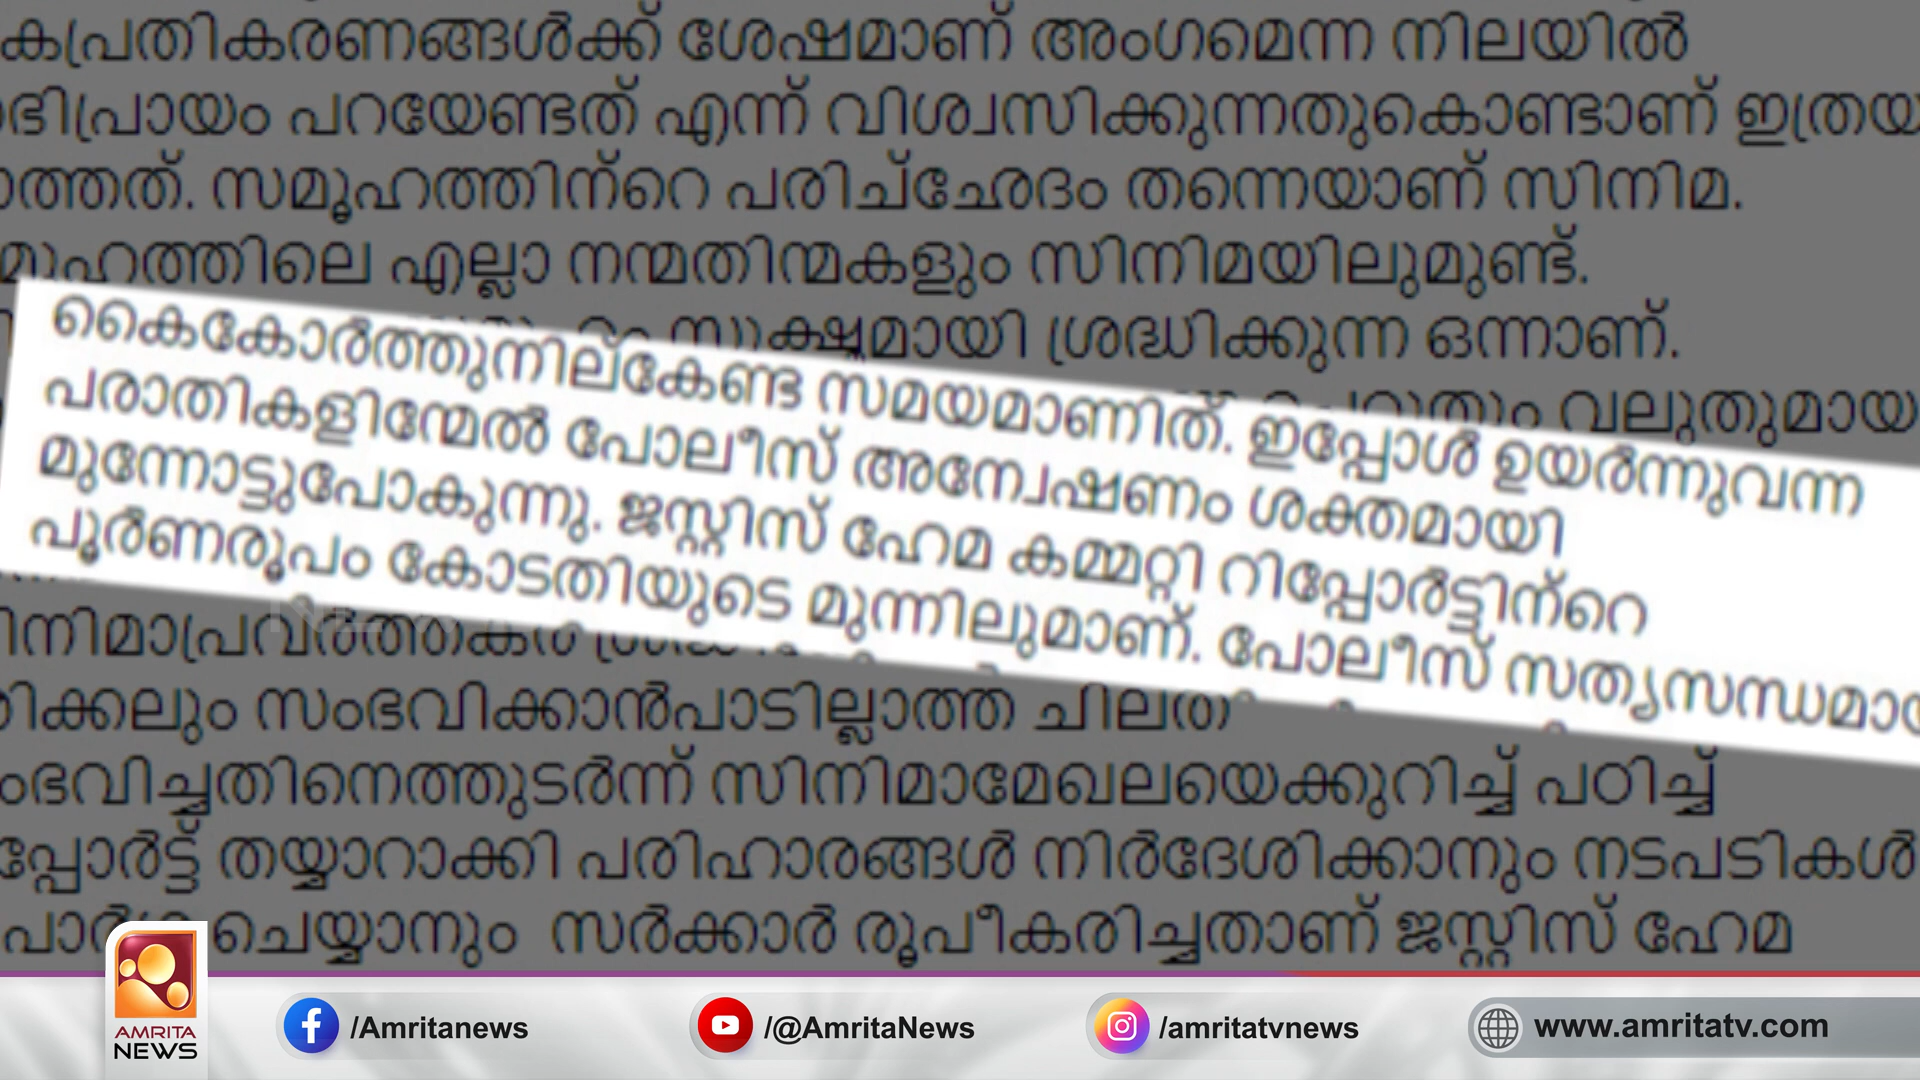 കപ്രതികരണങ്ങൾക്ക് ശേഷമാണ് അംഗമെന്ന നിലയിൽ
ഭിപ്രായം പറയേണ്ടത് എന്ന് വിശ്വസിക്കുന്നതുകൊണ്ടാണ് ഇത്രയ
ത്തത്. സമൂഹത്തിന്റെ പരിച്ഛേദം തന്നെയാണ് സിനിമ.
മൂഹത്തിലെ എല്ലാ നന്മതിന്മകളും സിനിമയിലുമുണ്ട്.
സൂക്ഷ്മമായി ശ്രദ്ധിക്കുന്ന ഒന്നാണ്.
ചെറുതും വലുതുമായ
കൈകോർത്തുനില്കേണ്ട സമയമാണിത്. ഇപ്പോൾ ഉയർന്നുവന്ന
പരാതികളിന്മേൽ പോലീസ് അന്വേഷണം ശക്തമായി
മുന്നോട്ടുപോകുന്നു. ജസ്റ്റിസ് ഹേമ കമ്മറ്റി റിപ്പോർട്ടിന്റെ
പൂർണരൂപം കോടതിയുടെ മുന്നിലുമാണ്. പോലീസ് സത്യസന്ധമായ
ിനിമാപ്രവർത്തകർ
ിക്കലും സംഭവിക്കാൻപാടില്ലാത്ത ചിലത്
ംഭവിച്ചതിനെത്തുടർന്ന് സിനിമാമേഖലയെക്കുറിച്ച് പഠിച്ച്
പ്പോർട്ട് തയ്യാറാക്കി പരിഹാരങ്ങൾ നിർദേശിക്കാനും നടപടികൾ
ചെയ്യാനും സർക്കാർ രൂപീകരിച്ചതാണ് ജസ്റ്റിസ് ഹേമ
AMRITA
NEWS
/Amritanews
/@AmritaNews
/amritatvnews
www.amritatv.com